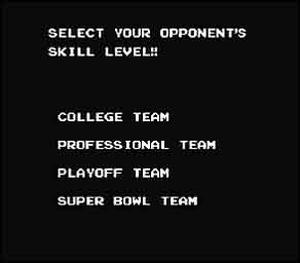 SELECT YOUR OPPONENT'S
SKILL LEVEL!!
COLLEGE TEAM
PROFESSIONAL TEAM
PLAYOFF TEAM
SUPER BOWL TEAM